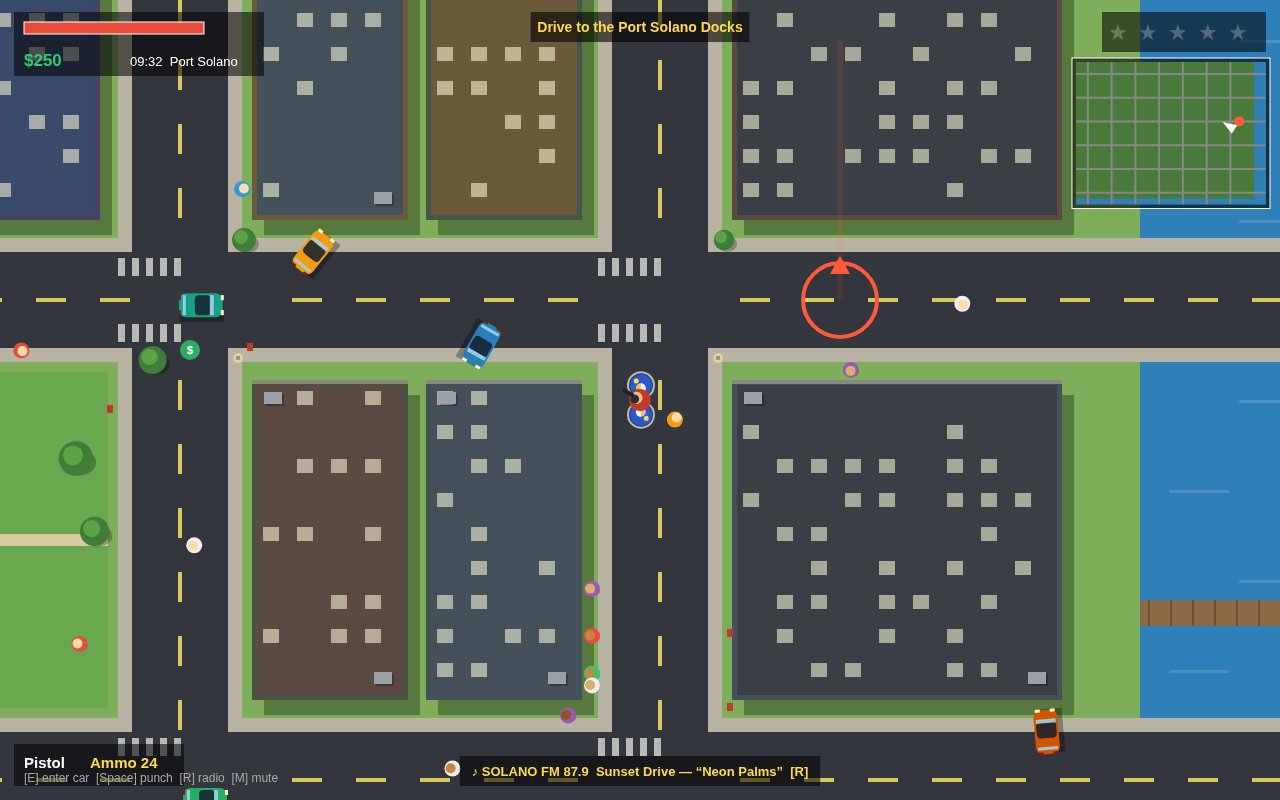 Drive to the Port Solano Docks
$250
09:32 Port Solano
$
Pistol Ammo 24
[E] enter car [Space] punch [R] radio [M] mute
♪ SOLANO FM 87.9 Sunset Drive — “Neon Palms” [R]